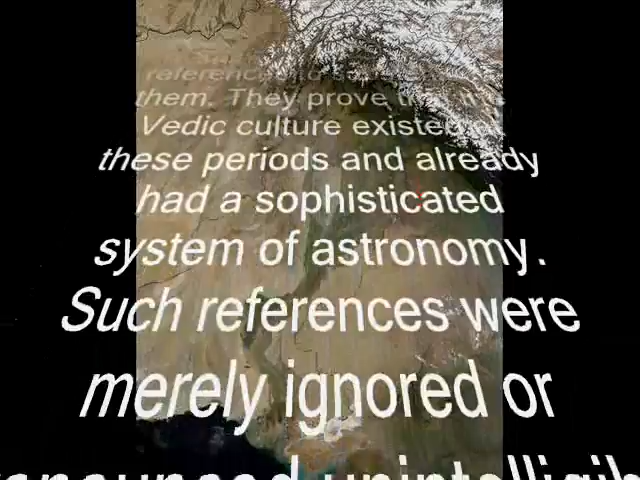 them. They prove
Vedic culture existed
these periods and already
had a sophisticated
system of astronomy.
Such references were
merely ignored or